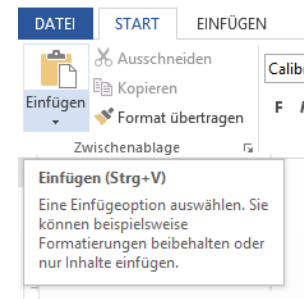 DATEI START EINFÜGEN
Ausschneiden
Kopieren
Einfügen
Format übertragen
Calib
F
Zwischenablage
Einfügen (Strg+V)
Eine Einfügeoption auswählen. Sie
können beispielsweise
Formatierungen beibehalten oder
nur Inhalte einfügen.